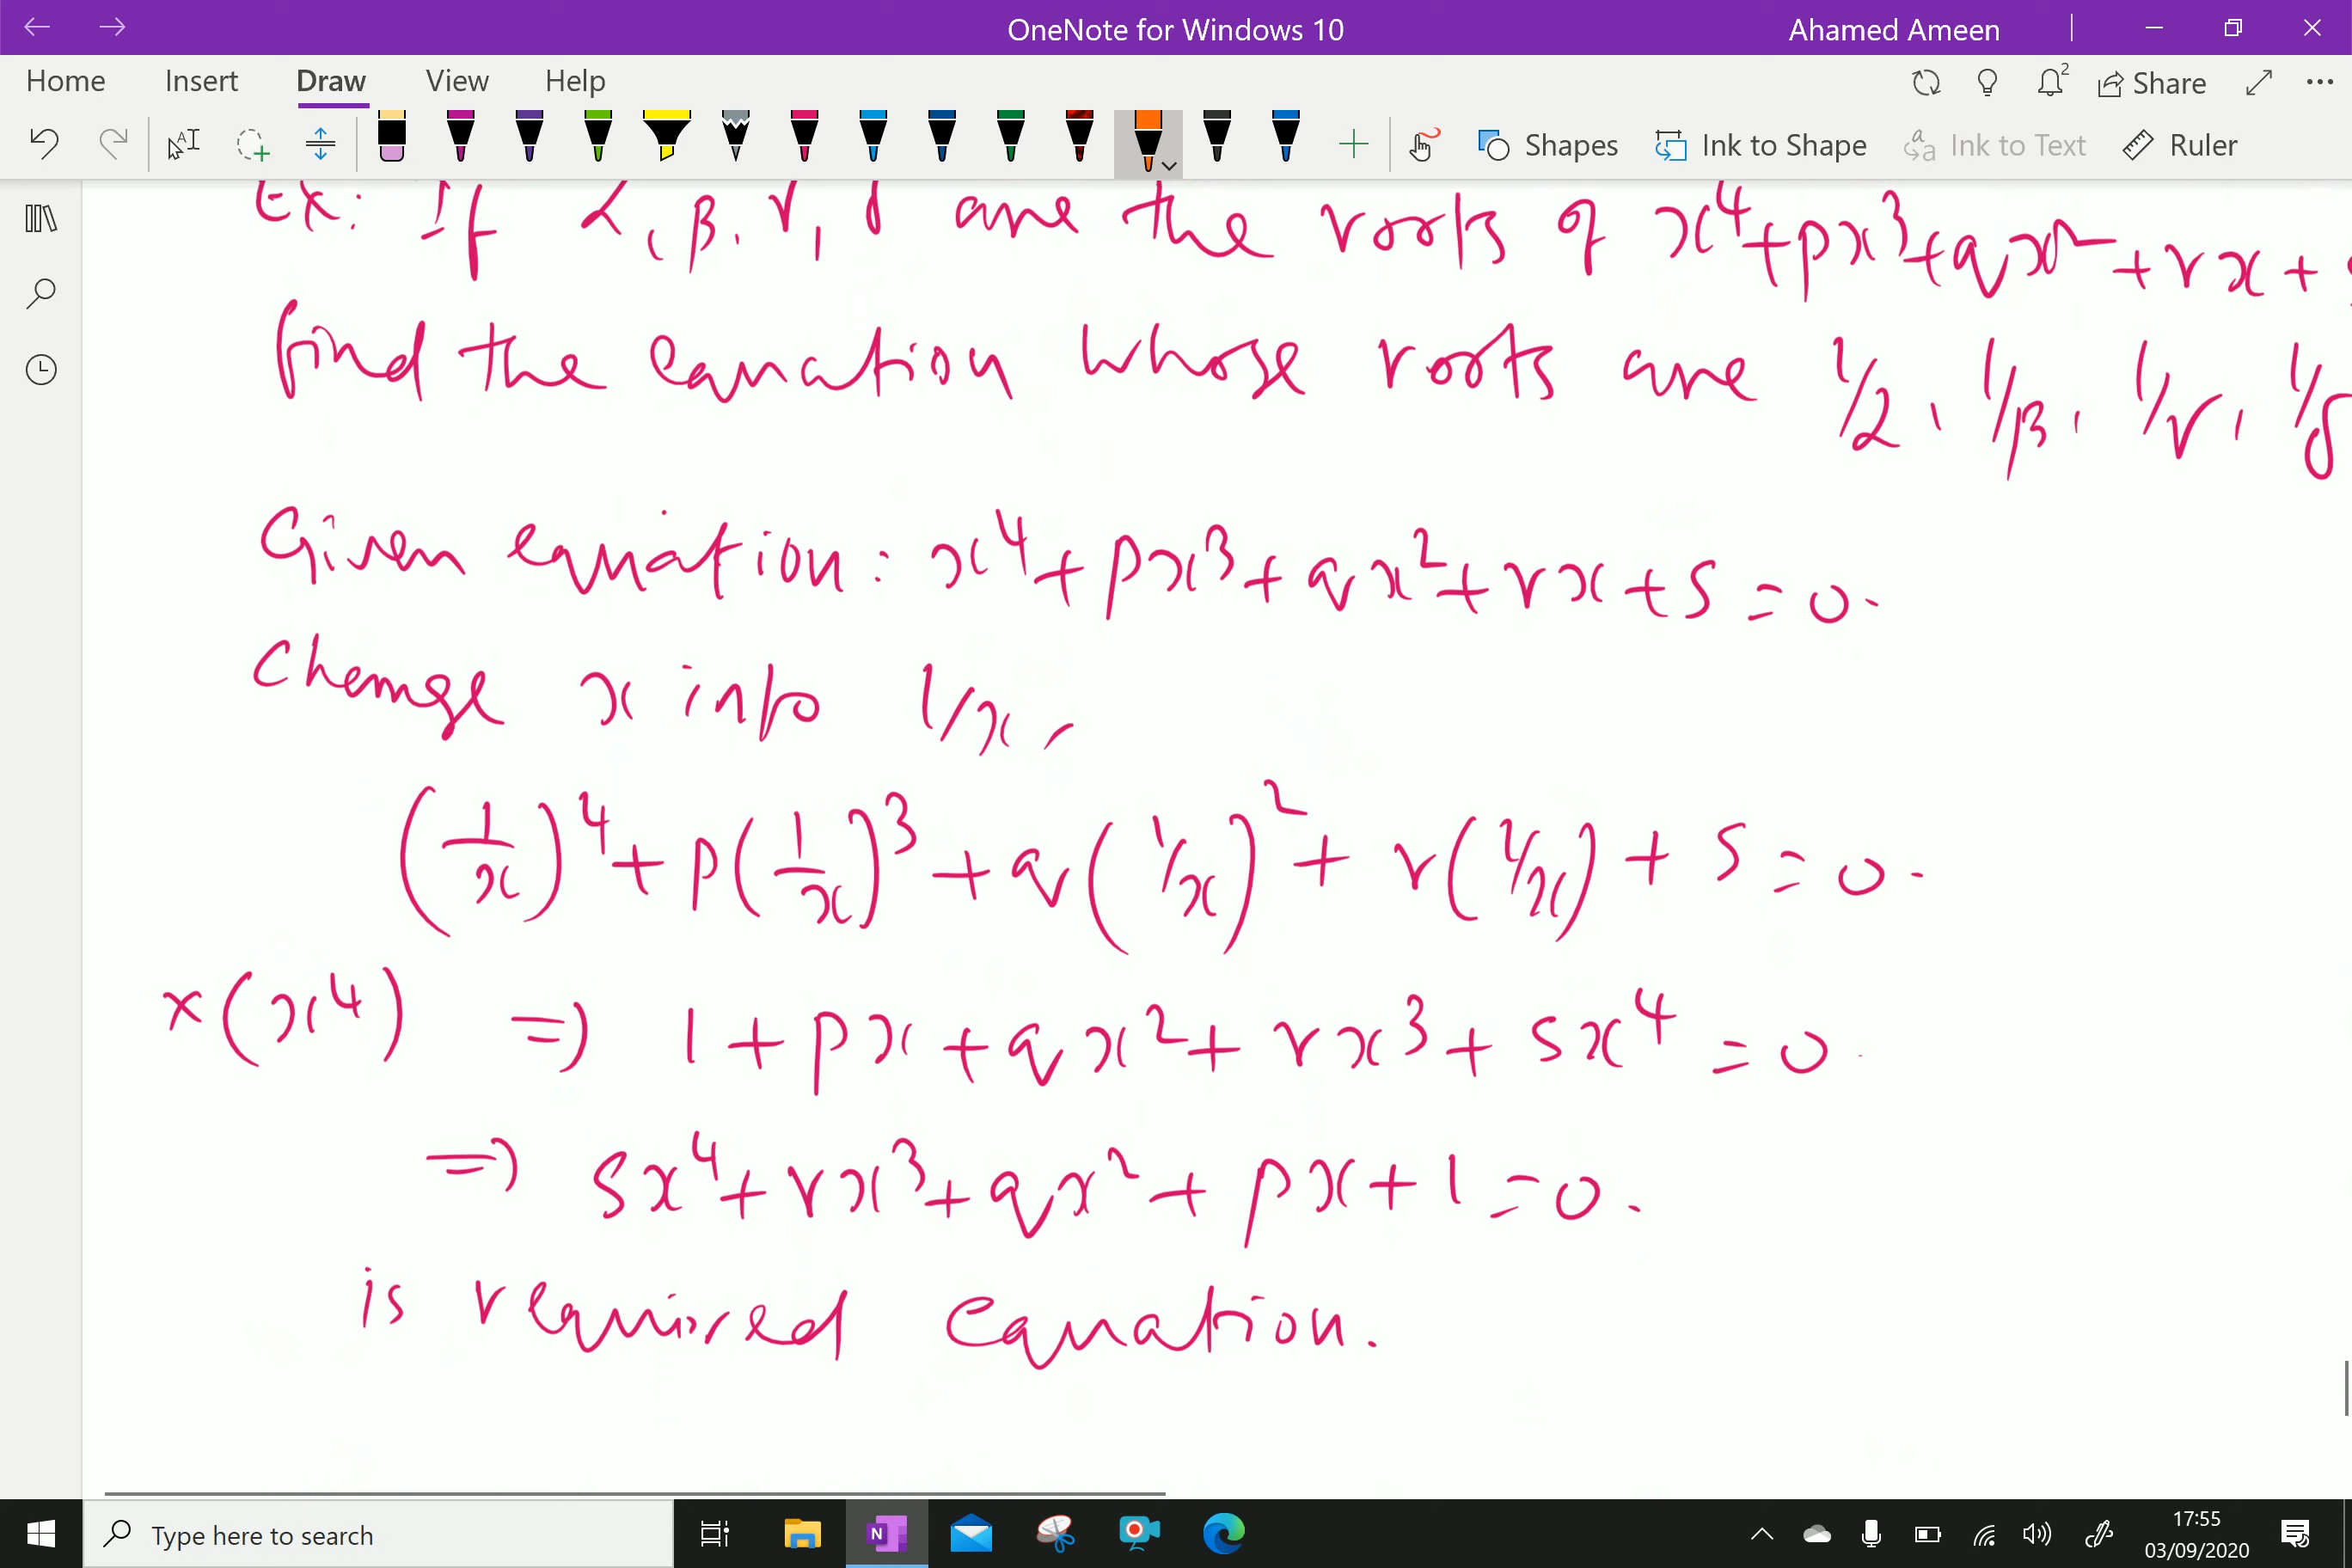 OneNote for Windows 10
Ahamed Ameen
Home Insert Draw View Help
2 Share
Shapes Ink to Shape Ink to Text Ruler
Ex: If α, β, γ, δ are the roots of x⁴+px³+qx²+rx+
find the equation whose roots are 1/α, 1/β, 1/γ, 1/δ
Given equation: x⁴+px³+qx²+rx+s=0.
Change x into 1/x,
(1/x)⁴+p(1/x)³+q(1/x)²+r(1/x)+s=0.
×(x⁴) ⇒ 1+px+qx²+rx³+sx⁴=0.
⇒ sx⁴+rx³+qx²+px+1=0.
is required equation.
Type here to search
17:55
03/09/2020